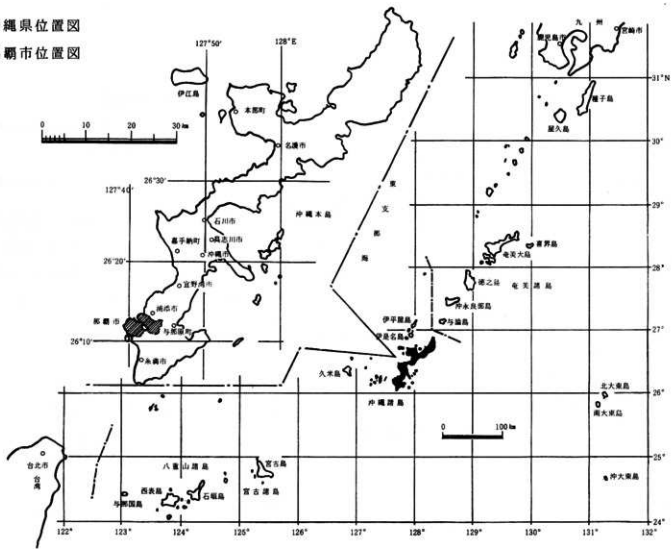 縄県位置図
覇市位置図
127°50′
128°E
伊江島
本部町
0 10 20 30 km
名護市
127°40′
26°30′
石川市
具志川市
嘉手納町
沖縄市
26°20′
宜野湾市
浦添市
那覇市
与那原町
26°10′
糸満市
沖縄本島
東支那海
九州
鹿児島市
宮崎市
31°N
種子島
屋久島
30°
29°
28°
27°
26°
25°
24°
奄美大島
喜界島
徳之島
奄美諸島
沖永良部島
与論島
伊平屋島
伊是名島
久米島
沖縄諸島
0 100 km
北大東島
南大東島
沖大東島
台北市
台湾
八重山諸島
宮古島
西表島
石垣島
宮古諸島
与那国島
122° 123° 124° 125° 126° 127° 128° 129° 130° 131° 132°